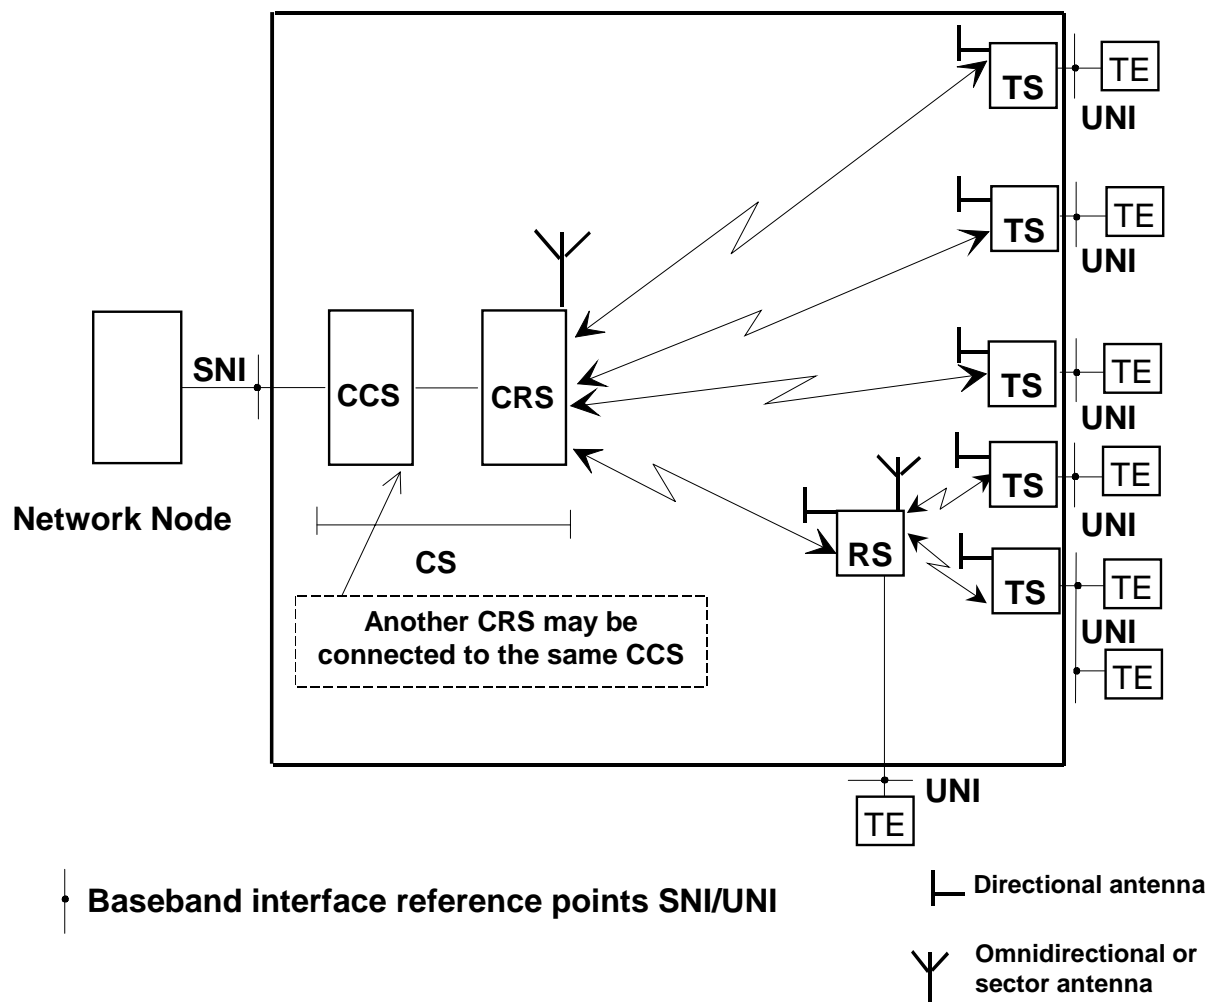 TS
TE
UNI
TS
TE
UNI
SNI
CCS
CRS
TS
TE
UNI
Network Node
TS
TE
UNI
CS
RS
TS
TE
UNI
TE
Another CRS may be
connected to the same CCS
UNI
TE
Baseband interface reference points SNI/UNI
Directional antenna
Omnidirectional or
sector antenna